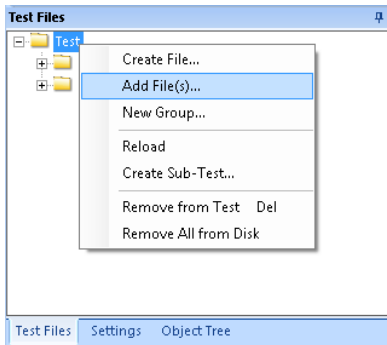 Test Files
Test
Create File...
Add File(s)...
New Group...
Reload
Create Sub-Test...
Remove from Test Del
Remove All from Disk
Test Files Settings Object Tree